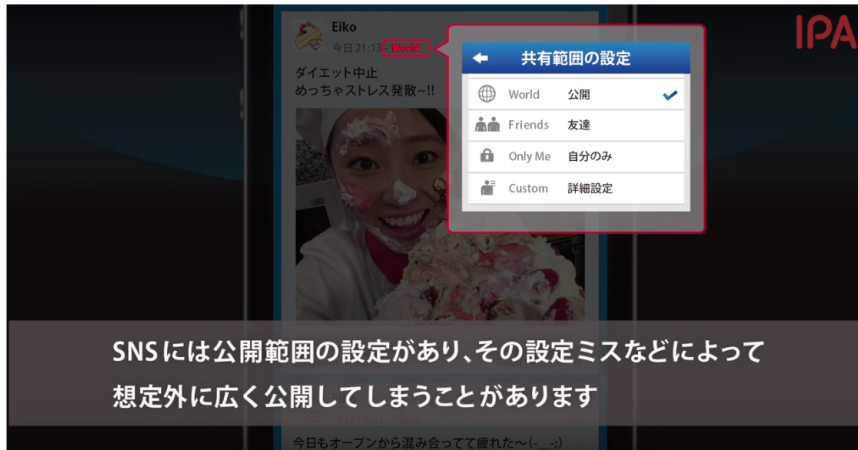 IPA
Eiko
今日 21:13 World
ダイエット中止
めっちゃストレス発散~!!
共有範囲の設定
World 公開
Friends 友達
Only Me 自分のみ
Custom 詳細設定
SNSには公開範囲の設定があり、その設定ミスなどによって
想定外に広く公開してしまうことがあります
今日もオープンから混み合ってて疲れた〜(-_-;)